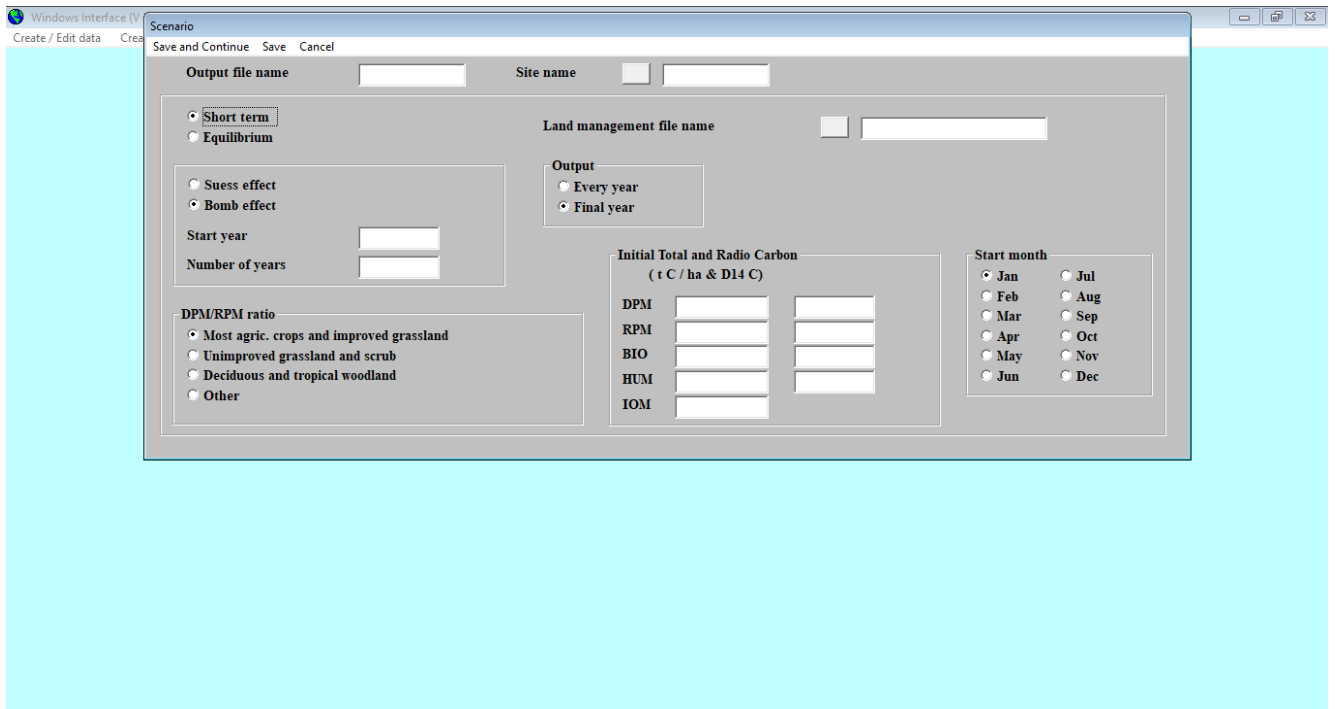 Windows Interface (V
Create / Edit data Crea
Scenario
Save and Continue Save Cancel
Output file name Site name
Short term
Equilibrium
Land management file name
Suess effect
Bomb effect
Start year
Number of years
Output
Every year
Final year
DPM/RPM ratio
Most agric. crops and improved grassland
Unimproved grassland and scrub
Deciduous and tropical woodland
Other
Initial Total and Radio Carbon
( t C / ha & D14 C)
DPM
RPM
BIO
HUM
IOM
Start month
Jan Jul
Feb Aug
Mar Sep
Apr Oct
May Nov
Jun Dec